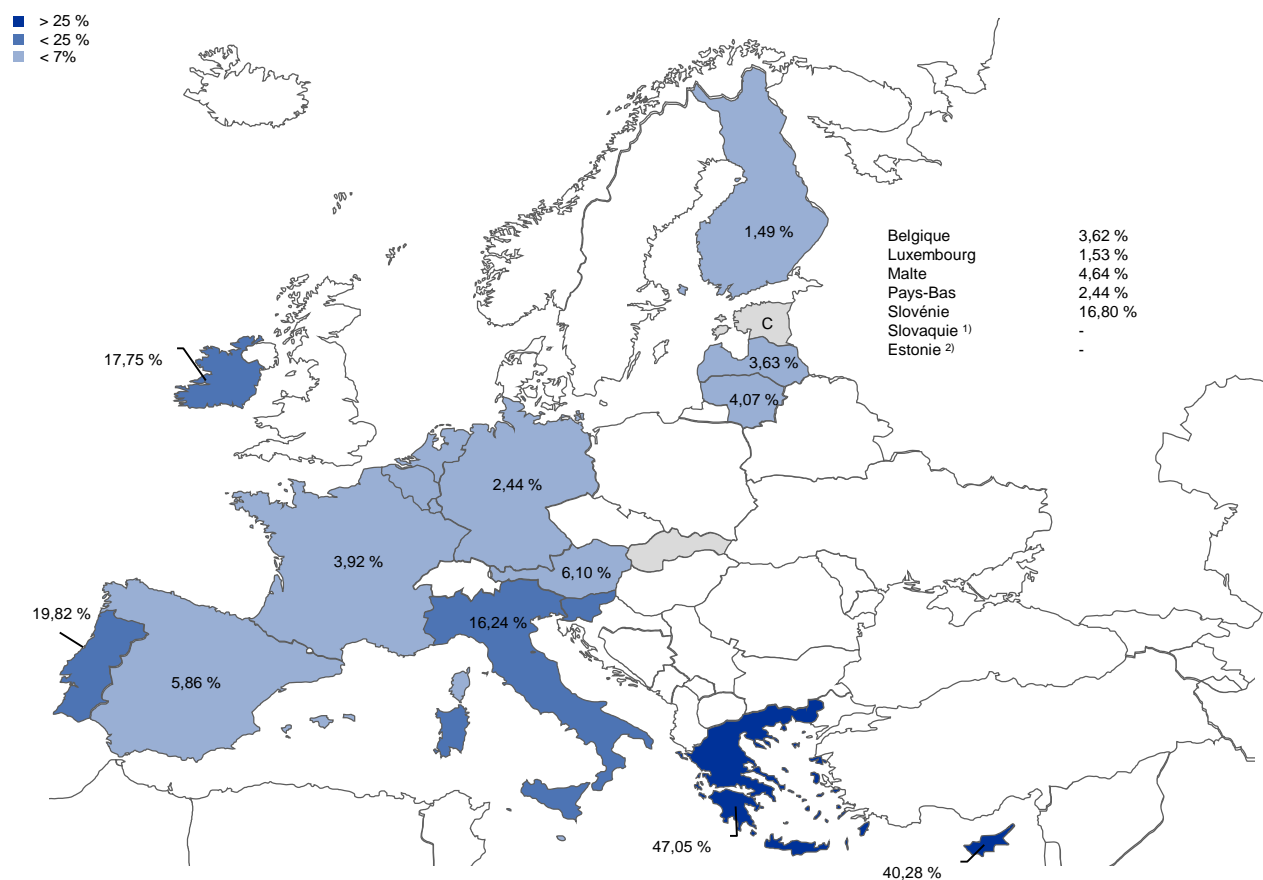 > 25 %
< 25 %
< 7%
1,49 %
Belgique 3,62 %
Luxembourg 1,53 %
Malte 4,64 %
Pays-Bas 2,44 %
Slovénie 16,80 %
Slovaquie 1) -
Estonie 2) -
C
17,75 %
3,63 %
4,07 %
2,44 %
3,92 %
6,10 %
19,82 %
16,24 %
5,86 %
47,05 %
40,28 %